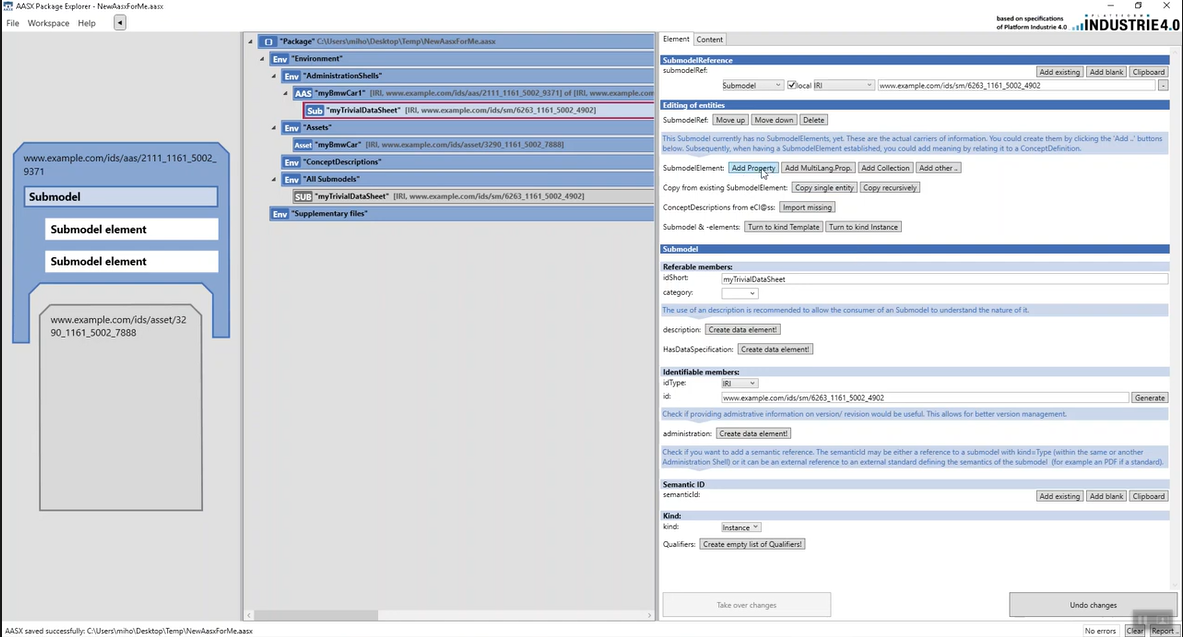 AASX Package Explorer - NewAasxForMe.aasx
File Workspace Help
based on specifications
of Platform Industrie 4.0
PLATTFORM
INDUSTRIE4.0
www.example.com/ids/aas/2111_1161_5002_
9371
Submodel
Submodel element
Submodel element
www.example.com/ids/asset/32
90_1161_5002_7888
"Package" C:\Users\miho\Desktop\Temp\NewAasxForMe.aasx
Env "Environment"
Env "AdministrationShells"
AAS "myBmwCar1" [IRI, www.example.com/ids/aas/2111_1161_5002_9371] of [IRI, www.example.com
Sub "myTrivialDataSheet" [IRI, www.example.com/ids/sm/6263_1161_5002_4902]
Env "Assets"
Asset "myBmwCar" [IRI, www.example.com/ids/asset/3290_1161_5002_7888]
Env "ConceptDescriptions"
Env "All Submodels"
SUB "myTrivialDataSheet" [IRI, www.example.com/ids/sm/6263_1161_5002_4902]
Env "Supplementary files"
Element Content
SubmodelReference
submodelRef:
Add existing Add blank Clipboard
Submodel local IRI www.example.com/ids/sm/6263_1161_5002_4902 -
Editing of entities
SubmodelRef: Move up Move down Delete
This Submodel currently has no SubmodelElements, yet. These are the actual carriers of information. You could create them by clicking the 'Add ..' buttons
below. Subsequently, when having a SubmodelElement established, you could add meaning by relating it to a ConceptDefinition.
SubmodelElement: Add Property Add MultiLang.Prop. Add Collection Add other ..
Copy from existing SubmodelElement: Copy single entity Copy recursively
ConceptDescriptions from eCl@ss: Import missing
Submodel & -elements: Turn to kind Template Turn to kind Instance
Submodel
Referable members:
idShort: myTrivialDataSheet
category:
The use of an description is recommended to allow the consumer of an Submodel to understand the nature of it.
description: Create data element!
HasDataSpecification: Create data element!
Identifiable members:
idType: IRI
id: www.example.com/ids/sm/6263_1161_5002_4902 Generate
Check if providing admistrative information on version/ revision would be useful. This allows for better version management.
administration: Create data element!
Check if you want to add a semantic reference. The semanticId may be either a reference to a submodel with kind=Type (within the same or another
Administration Shell) or it can be an external reference to an external standard defining the semantics of the submodel (for example an PDF if a standard).
Semantic ID
semanticId: Add existing Add blank Clipboard
Kind:
kind: Instance
Qualifiers: Create empty list of Qualifiers!
Take over changes Undo changes
AASX saved successfully: C:\Users\miho\Desktop\Temp\NewAasxForMe.aasx
No errors Clear Report ..